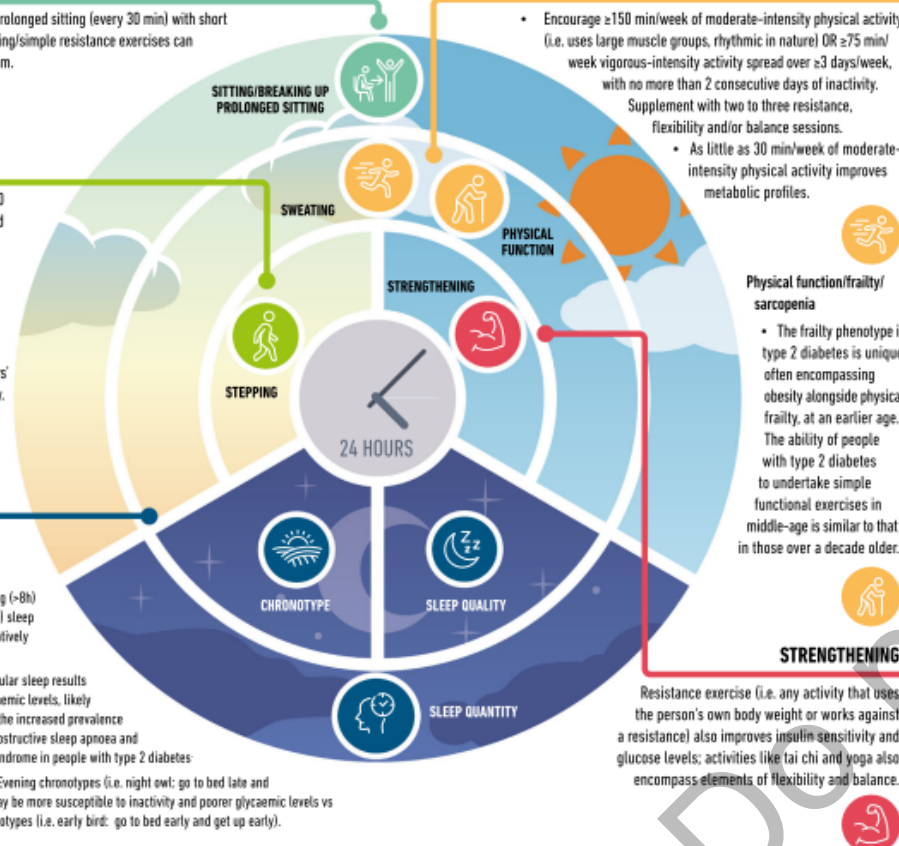 rolonged sitting (every 30 min) with short
ing/simple resistance exercises can
m.
• Encourage ≥150 min/week of moderate-intensity physical activity
(i.e. uses large muscle groups, rhythmic in nature) OR ≥75 min/
week vigorous-intensity activity spread over ≥3 days/week,
with no more than 2 consecutive days of inactivity.
Supplement with two to three resistance,
flexibility and/or balance sessions.
• As little as 30 min/week of moderate-
intensity physical activity improves
metabolic profiles.
SITTING/BREAKING UP
PROLONGED SITTING
SWEATING
PHYSICAL
FUNCTION
STRENGTHENING
STEPPING
24 HOURS
Physical function/frailty/
sarcopenia
• The frailty phenotype i
type 2 diabetes is unique
often encompassing
obesity alongside physica
frailty, at an earlier age.
The ability of people
with type 2 diabetes
to undertake simple
functional exercises in
middle-age is similar to that
in those over a decade older.
CHRONOTYPE
SLEEP QUALITY
SLEEP QUANTITY
g (>8h)
) sleep
tively
ular sleep results
aemic levels, likely
the increased prevalence
obstructive sleep apnoea and
ndrome in people with type 2 diabetes
Evening chronotypes (i.e. night owl: go to bed late and
ay be more susceptible to inactivity and poorer glycaemic levels vs
otypes (i.e. early bird: go to bed early and get up early).
STRENGTHENING
Resistance exercise (i.e. any activity that uses
the person's own body weight or works against
a resistance) also improves insulin sensitivity and
glucose levels; activities like tai chi and yoga also
encompass elements of flexibility and balance.